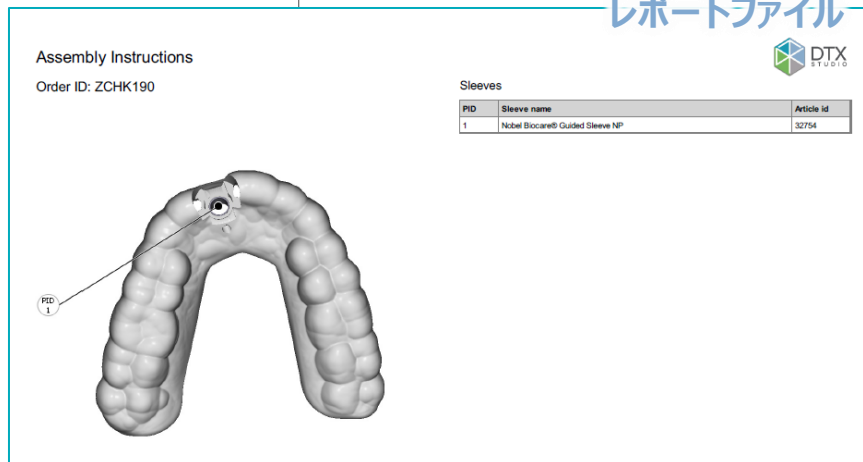 レポートファイル
Assembly Instructions
Order ID: ZCHK190
DTX
STUDIO
Sleeves
PID Sleeve name Article id
1 Nobel Biocare® Guided Sleeve NP 32754
PID
1